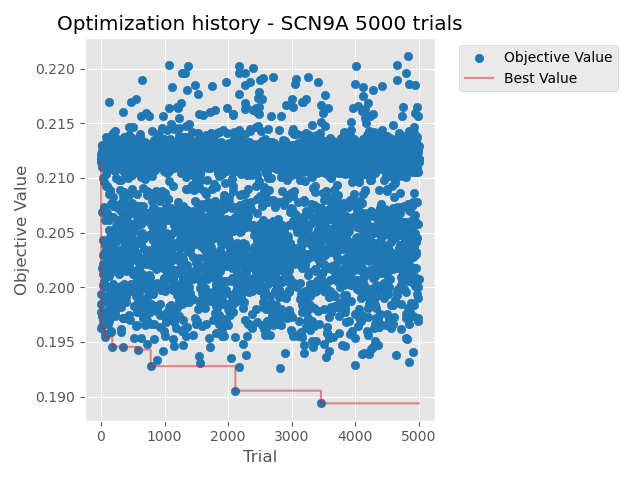 Optimization history - SCN9A 5000 trials
Objective Value
Best Value
0.220
0.215
0.210
0.205
0.200
0.195
0.190
Objective Value
0 1000 2000 3000 4000 5000
Trial